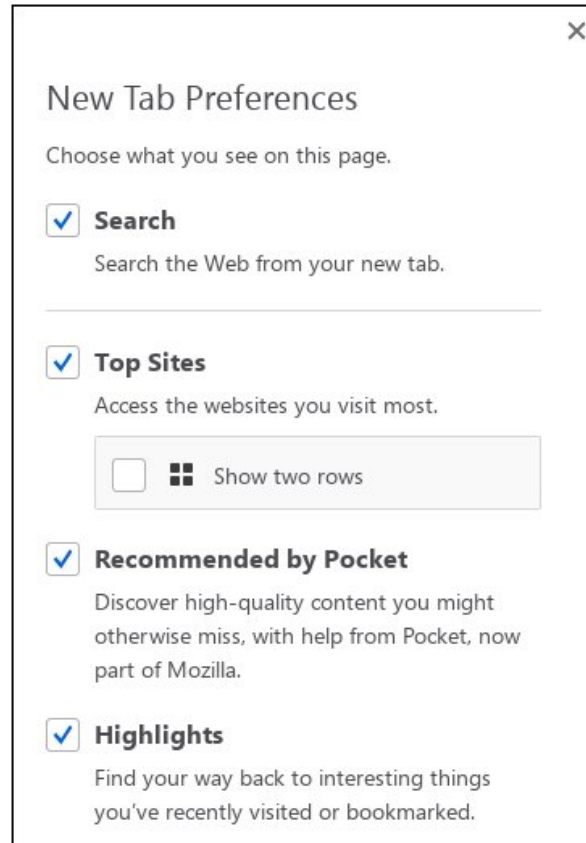 New Tab Preferences
Choose what you see on this page.
Search
Search the Web from your new tab.
Top Sites
Access the websites you visit most.
Show two rows
Recommended by Pocket
Discover high-quality content you might
otherwise miss, with help from Pocket, now
part of Mozilla.
Highlights
Find your way back to interesting things
you've recently visited or bookmarked.